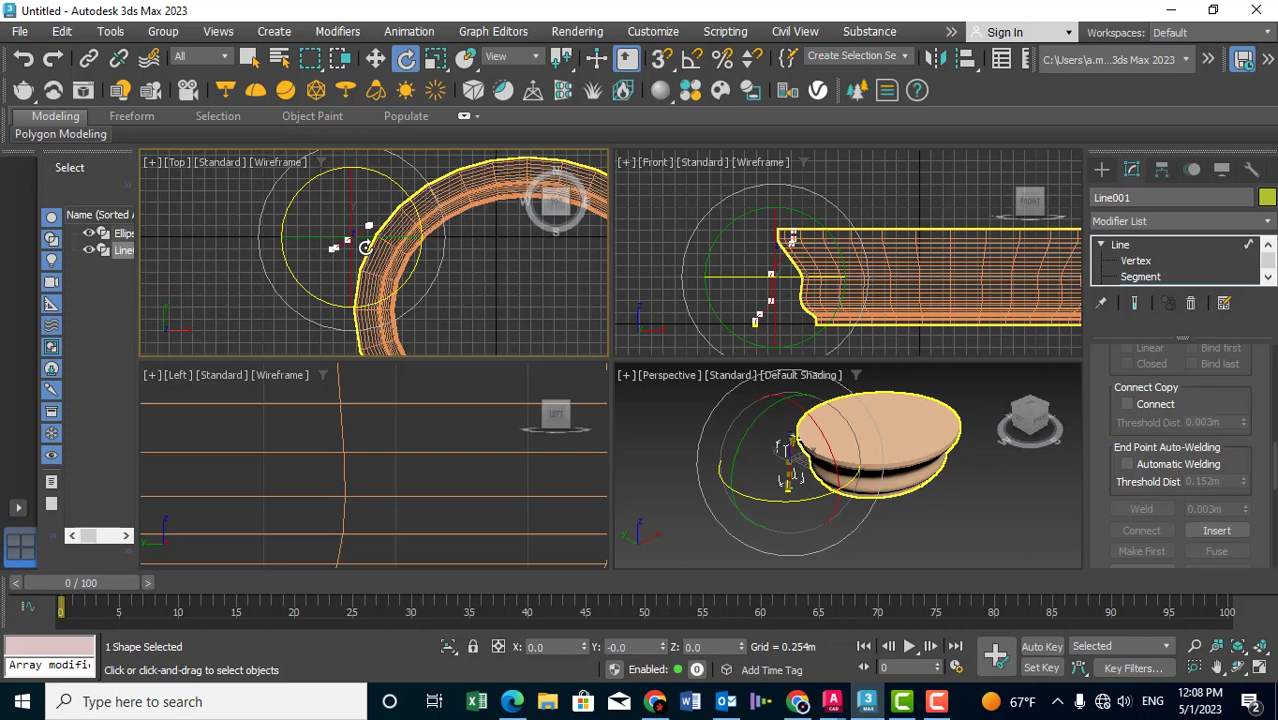 Untitled - Autodesk 3ds Max 2023
File Edit Tools Group Views Create Modifiers Animation Graph Editors Rendering Customize Scripting Civil View Substance Sign In Workspaces: Default
All View Create Selection Se C:\Users\a.m...3ds Max 2023
Modeling Freeform Selection Object Paint Populate
Polygon Modeling
Select
Name (Sorted A
Ellips
Line
[+] [Top] [Standard] [Wireframe]
[+] [Front] [Standard] [Wireframe]
FRONT
[+] [Left] [Standard] [Wireframe]
LEFT
[+] [Perspective] [Standard] [Default Shading]
Line001
Modifier List
Line
Vertex
Segment
Linear Bind first
Closed Bind last
Connect Copy
Connect
Threshold Dist 0.003m
End Point Auto-Welding
Automatic Welding
Threshold Dist 0.152m
Weld 0.003m
Connect Insert
Make First Fuse
0 / 100
0 5 10 15 20 25 30 35 40 45 50 55 60 65 70 75 80 85 90 95 100
1 Shape Selected X: 0.0 Y: -0.0 Z: 0.0 Grid = 0.254m Auto Key Selected
Array modifi Click or click-and-drag to select objects Enabled: 0 Add Time Tag 0 Set Key Key Filters...
Type here to search 67°F ENG 12:08 PM 5/1/2023